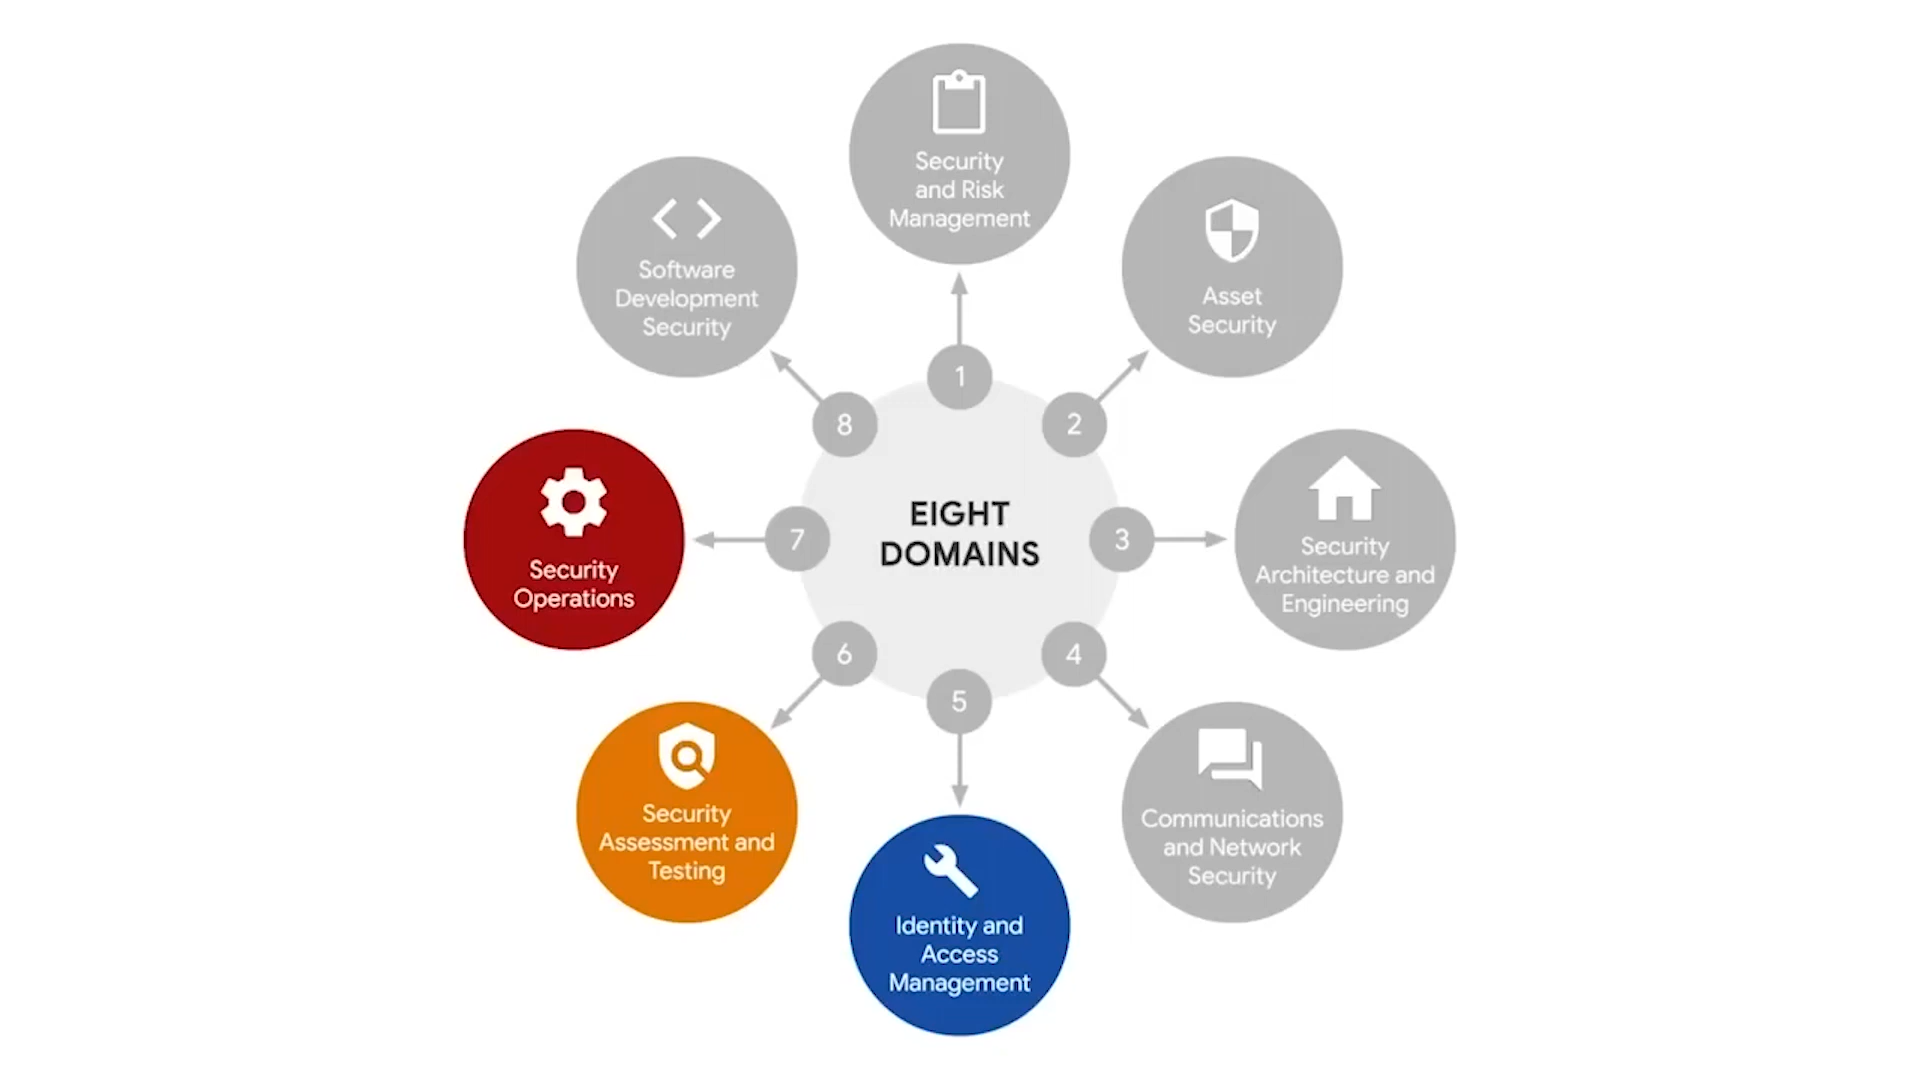 Security
and Risk
Management
Asset
Security
Security
Architecture and
Engineering
Communications
and Network
Security
Identity and
Access
Management
Security
Assessment and
Testing
Security
Operations
Software
Development
Security
1
2
3
4
5
6
7
8
EIGHT
DOMAINS